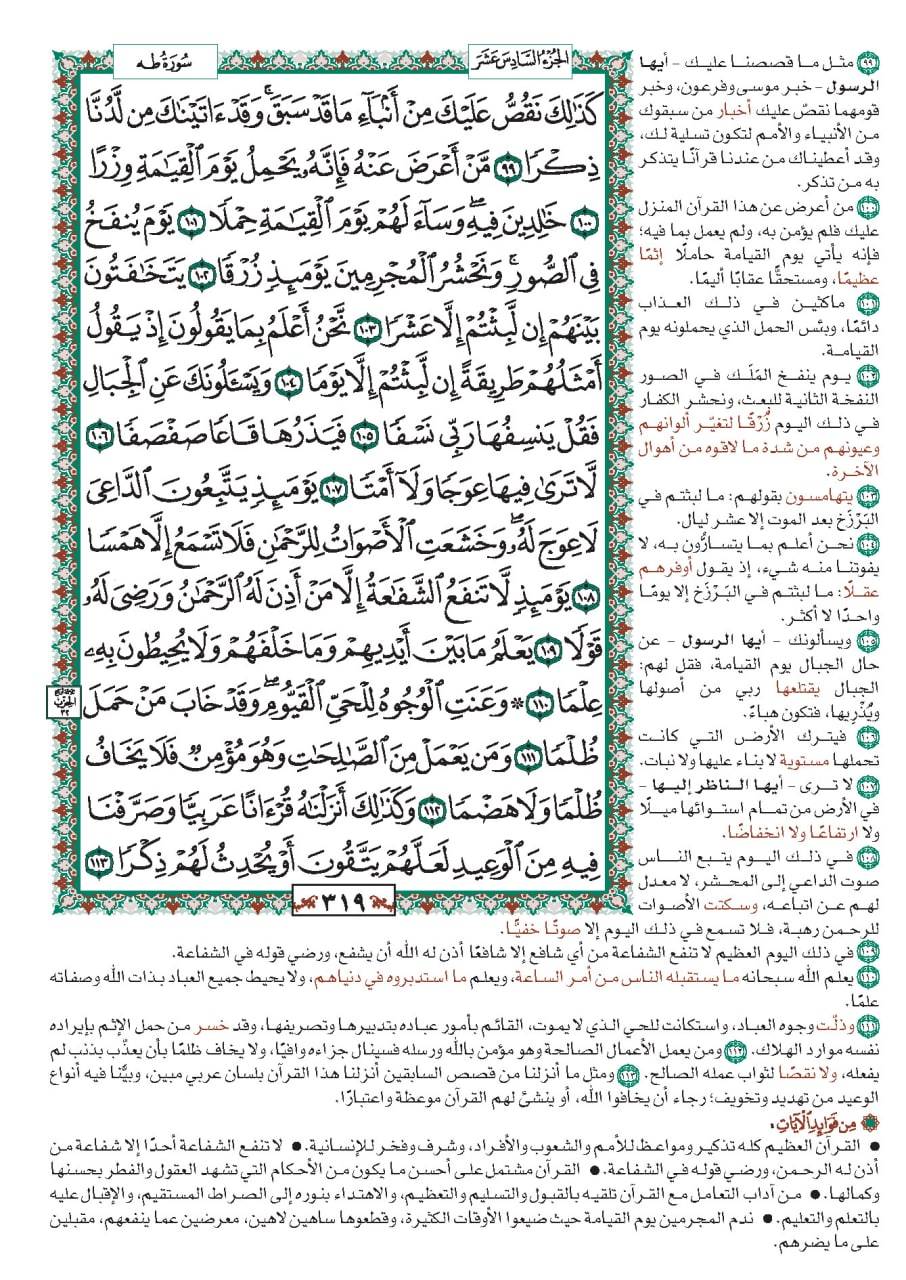 سُورَةُ طه
الجُزْءُ السَّادِسَ عَشَرَ
كَذَٰلِكَ نَقُصُّ عَلَيْكَ مِنْ أَنۢبَآءِ مَا قَدْ سَبَقَۚ وَقَدْ ءَاتَيْنَٰكَ مِن لَّدُنَّا
ذِكْرًا ٩٩ مَّنْ أَعْرَضَ عَنْهُ فَإِنَّهُۥ يَحْمِلُ يَوْمَ ٱلْقِيَٰمَةِ وِزْرًا
١٠٠ خَٰلِدِينَ فِيهِۖ وَسَآءَ لَهُمْ يَوْمَ ٱلْقِيَٰمَةِ حِمْلًا ١٠١ يَوْمَ يُنفَخُ
فِى ٱلصُّورِۚ وَنَحْشُرُ ٱلْمُجْرِمِينَ يَوْمَئِذٍ زُرْقًا ١٠٢ يَتَخَٰفَتُونَ
بَيْنَهُمْ إِن لَّبِثْتُمْ إِلَّا عَشْرًا ١٠٣ نَّحْنُ أَعْلَمُ بِمَا يَقُولُونَ إِذْ يَقُولُ
أَمْثَلُهُمْ طَرِيقَةً إِن لَّبِثْتُمْ إِلَّا يَوْمًا ١٠٤ وَيَسْـَٔلُونَكَ عَنِ ٱلْجِبَالِ
فَقُلْ يَنسِفُهَا رَبِّى نَسْفًا ١٠٥ فَيَذَرُهَا قَاعًا صَفْصَفًا ١٠٦
لَّا تَرَىٰ فِيهَا عِوَجًا وَلَآ أَمْتًا ١٠٧ يَوْمَئِذٍ يَتَّبِعُونَ ٱلدَّاعِىَ
لَا عِوَجَ لَهُۥۖ وَخَشَعَتِ ٱلْأَصْوَاتُ لِلرَّحْمَٰنِ فَلَا تَسْمَعُ إِلَّا هَمْسًا
١٠٨ يَوْمَئِذٍ لَّا تَنفَعُ ٱلشَّفَٰعَةُ إِلَّا مَنْ أَذِنَ لَهُ ٱلرَّحْمَٰنُ وَرَضِىَ لَهُۥ
قَوْلًا ١٠٩ يَعْلَمُ مَا بَيْنَ أَيْدِيهِمْ وَمَا خَلْفَهُمْ وَلَا يُحِيطُونَ بِهِۦ
عِلْمًا ١١٠ ۞ وَعَنَتِ ٱلْوُجُوهُ لِلْحَىِّ ٱلْقَيُّومِۖ وَقَدْ خَابَ مَنْ حَمَلَ
ظُلْمًا ١١١ وَمَن يَعْمَلْ مِنَ ٱلصَّٰلِحَٰتِ وَهُوَ مُؤْمِنٌ فَلَا يَخَافُ
ظُلْمًا وَلَا هَضْمًا ١١٢ وَكَذَٰلِكَ أَنزَلْنَٰهُ قُرْءَانًا عَرَبِيًّا وَصَرَّفْنَا
فِيهِ مِنَ ٱلْوَعِيدِ لَعَلَّهُمْ يَتَّقُونَ أَوْ يُحْدِثُ لَهُمْ ذِكْرًا ١١٣
٣١٩
الحزب
٣٢
٩٩ مثل ما قصصنا عليك - أيها
الرسول - خبر موسى وفرعون، وخبر
قومهما نقصّ عليك أخبار من سبقوك
من الأنبياء والأمم لتكون تسلية لك،
وقد أعطيناك من عندنا قرآنًا يتذكر
به من تذكر.
١٠٠ من أعرض عن هذا القرآن المنزل
عليك فلم يؤمن به، ولم يعمل بما فيه؛
فإنه يأتي يوم القيامة حاملًا إثمًا
عظيمًا، ومستحقًّا عقابًا أليمًا.
١٠١ ماكثين في ذلك العذاب
دائمًا، وبئس الحمل الذي يحملونه يوم
القيامة.
١٠٢ يوم ينفخ المَلَك في الصور
النفخة الثانية للبعث، ونحشر الكفار
في ذلك اليوم زُرْقًا لتغيّر ألوانهم
وعيونهم من شدة ما لاقوه من أهوال
الآخرة.
١٠٣ يتهامسون بقولهم: ما لبثتم في
البَرْزَخ بعد الموت إلا عشر ليال.
١٠٤ نحن أعلم بما يتسارُّون به، لا
يفوتنا منه شيء، إذ يقول أوفرهم
عقلًا: ما لبثتم في البَرْزَخ إلا يومًا
واحدًا لا أكثر.
١٠٥ ويسألونك - أيها الرسول - عن
حال الجبال يوم القيامة، فقل لهم:
الجبال يقتلعها ربي من أصولها
ويُذْرِيها، فتكون هباءً.
١٠٦ فيترك الأرض التي كانت
تحملها مستوية لا بناء عليها ولا نبات.
١٠٧ لا ترى - أيها الناظر إليها -
في الأرض من تمام استوائها ميلًا
ولا ارتفاعًا ولا انخفاضًا.
١٠٨ في ذلك اليوم يتبع الناس
صوت الداعي إلى المحشر، لا معدل
لهم عن اتباعه، وسكتت الأصوات
للرحمن رهبة، فلا تسمع في ذلك اليوم إلا صوتًا خفيًّا.
١٠٩ في ذلك اليوم العظيم لا تنفع الشفاعة من أي شافع إلا شافعًا أذن له الله أن يشفع، ورضي قوله في الشفاعة.
١١٠ يعلم الله سبحانه ما يستقبله الناس من أمر الساعة، ويعلم ما استدبروه في دنياهم، ولا يحيط جميع العباد بذات الله وصفاته
علمًا.
١١١ وذلّت وجوه العباد، واستكانت للحي الذي لا يموت، القائم بأمور عباده بتدبيرها وتصريفها، وقد خسر من حمل الإثم بإيراده
نفسه موارد الهلاك. ١١٢ ومن يعمل الأعمال الصالحة وهو مؤمن بالله ورسله فسينال جزاءه وافيًا، ولا يخاف ظلمًا بأن يعذّب بذنب لم
يفعله، ولا نقصًا لثواب عمله الصالح. ١١٣ ومثل ما أنزلنا من قصص السابقين أنزلنا هذا القرآن بلسان عربي مبين، وبيَّنا فيه أنواع
الوعيد من تهديد وتخويف؛ رجاء أن يخافوا الله، أو ينشئ لهم القرآن موعظة واعتبارًا.
مِن فَوَائِدِ الآيَاتِ:
• القرآن العظيم كله تذكير ومواعظ للأمم والشعوب والأفراد، وشرف وفخر للإنسانية. • لا تنفع الشفاعة أحدًا إلا شفاعة من
أذن له الرحمن، ورضي قوله في الشفاعة. • القرآن مشتمل على أحسن ما يكون من الأحكام التي تشهد العقول والفطر بحسنها
وكمالها. • من آداب التعامل مع القرآن تلقيه بالقبول والتسليم والتعظيم، والاهتداء بنوره إلى الصراط المستقيم، والإقبال عليه
بالتعلم والتعليم. • ندم المجرمين يوم القيامة حيث ضيعوا الأوقات الكثيرة، وقطعوها ساهين لاهين، معرضين عما ينفعهم، مقبلين
على ما يضرهم.